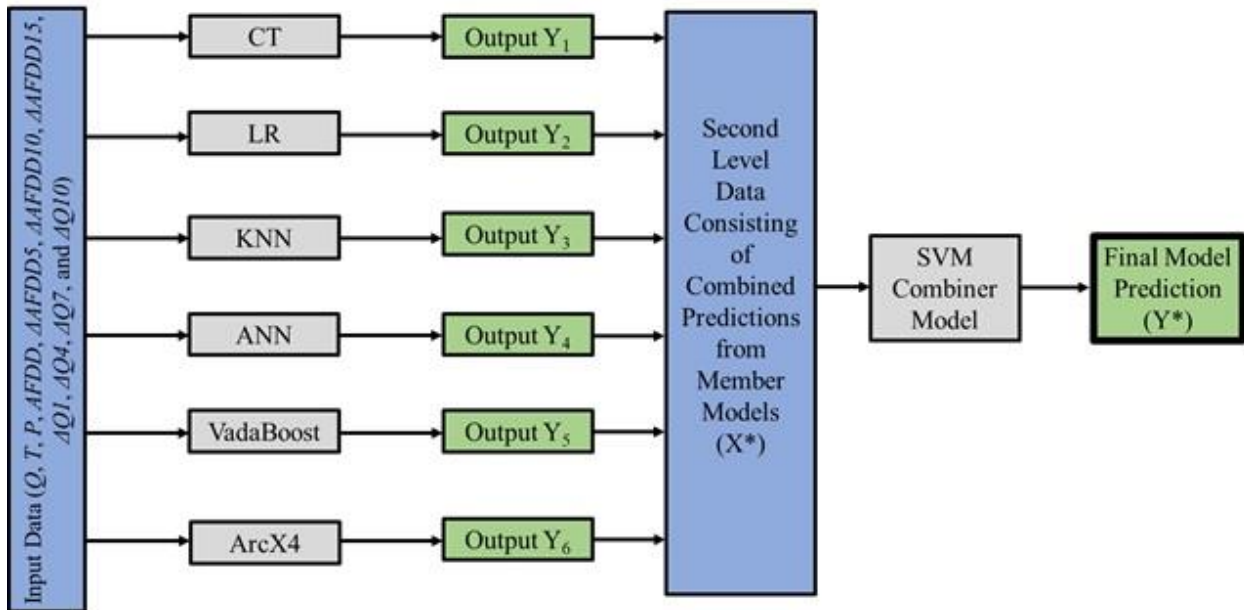 Input Data (Q, T, P, AFDD, ΔAFDD5, ΔAFDD10, ΔAFDD15,
ΔQ1, ΔQ4, ΔQ7, and ΔQ10)
CT
Output Y₁
LR
Output Y₂
KNN
Output Y₃
ANN
Output Y₄
VadaBoost
Output Y₅
ArcX4
Output Y₆
Second
Level
Data
Consisting
of
Combined
Predictions
from
Member
Models
(X*)
SVM
Combiner
Model
Final Model
Prediction
(Y*)